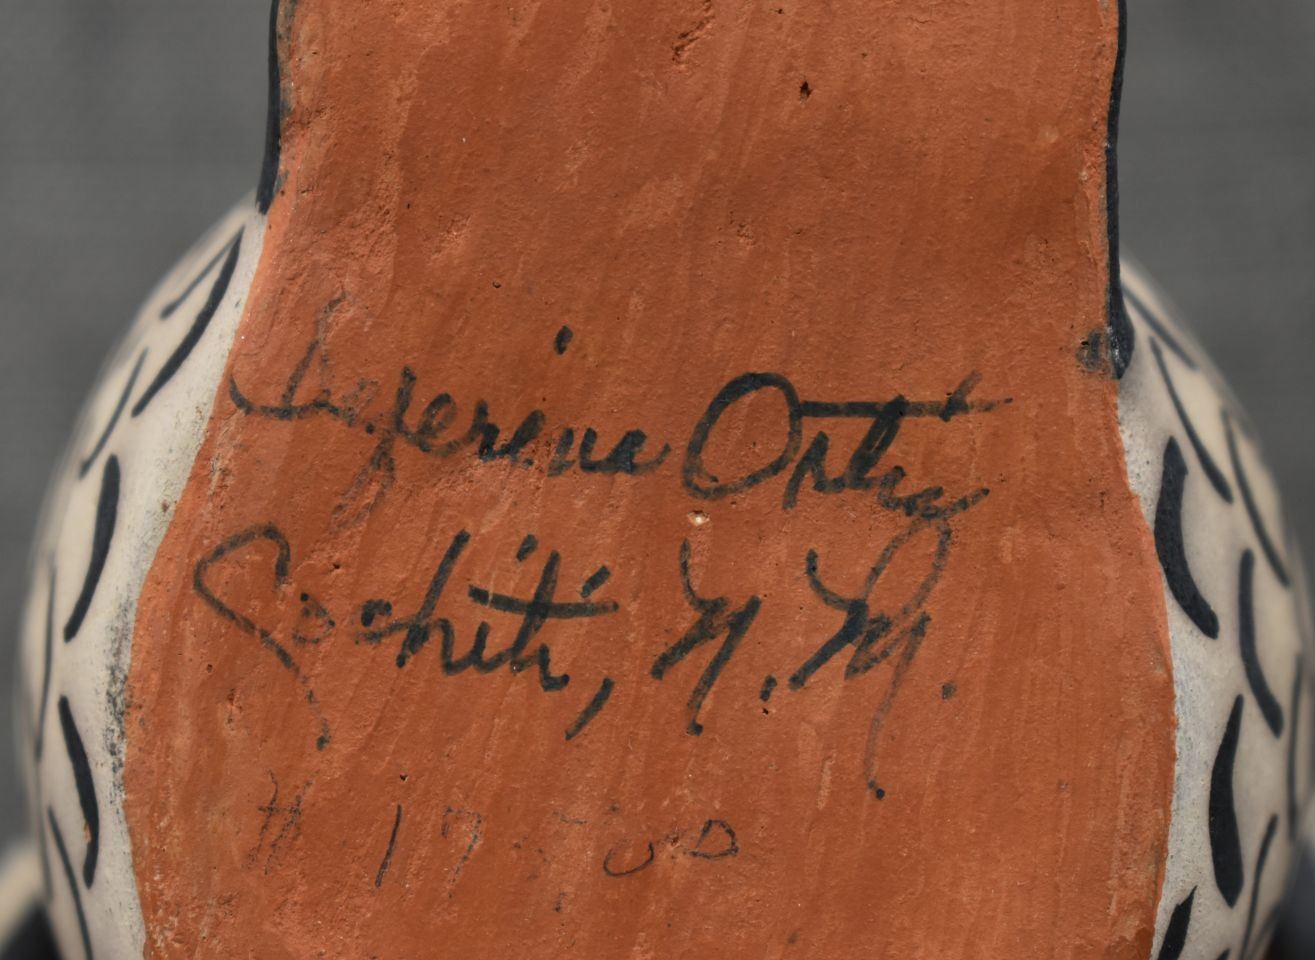 Seferina Ortiz
Cochiti, N.M.